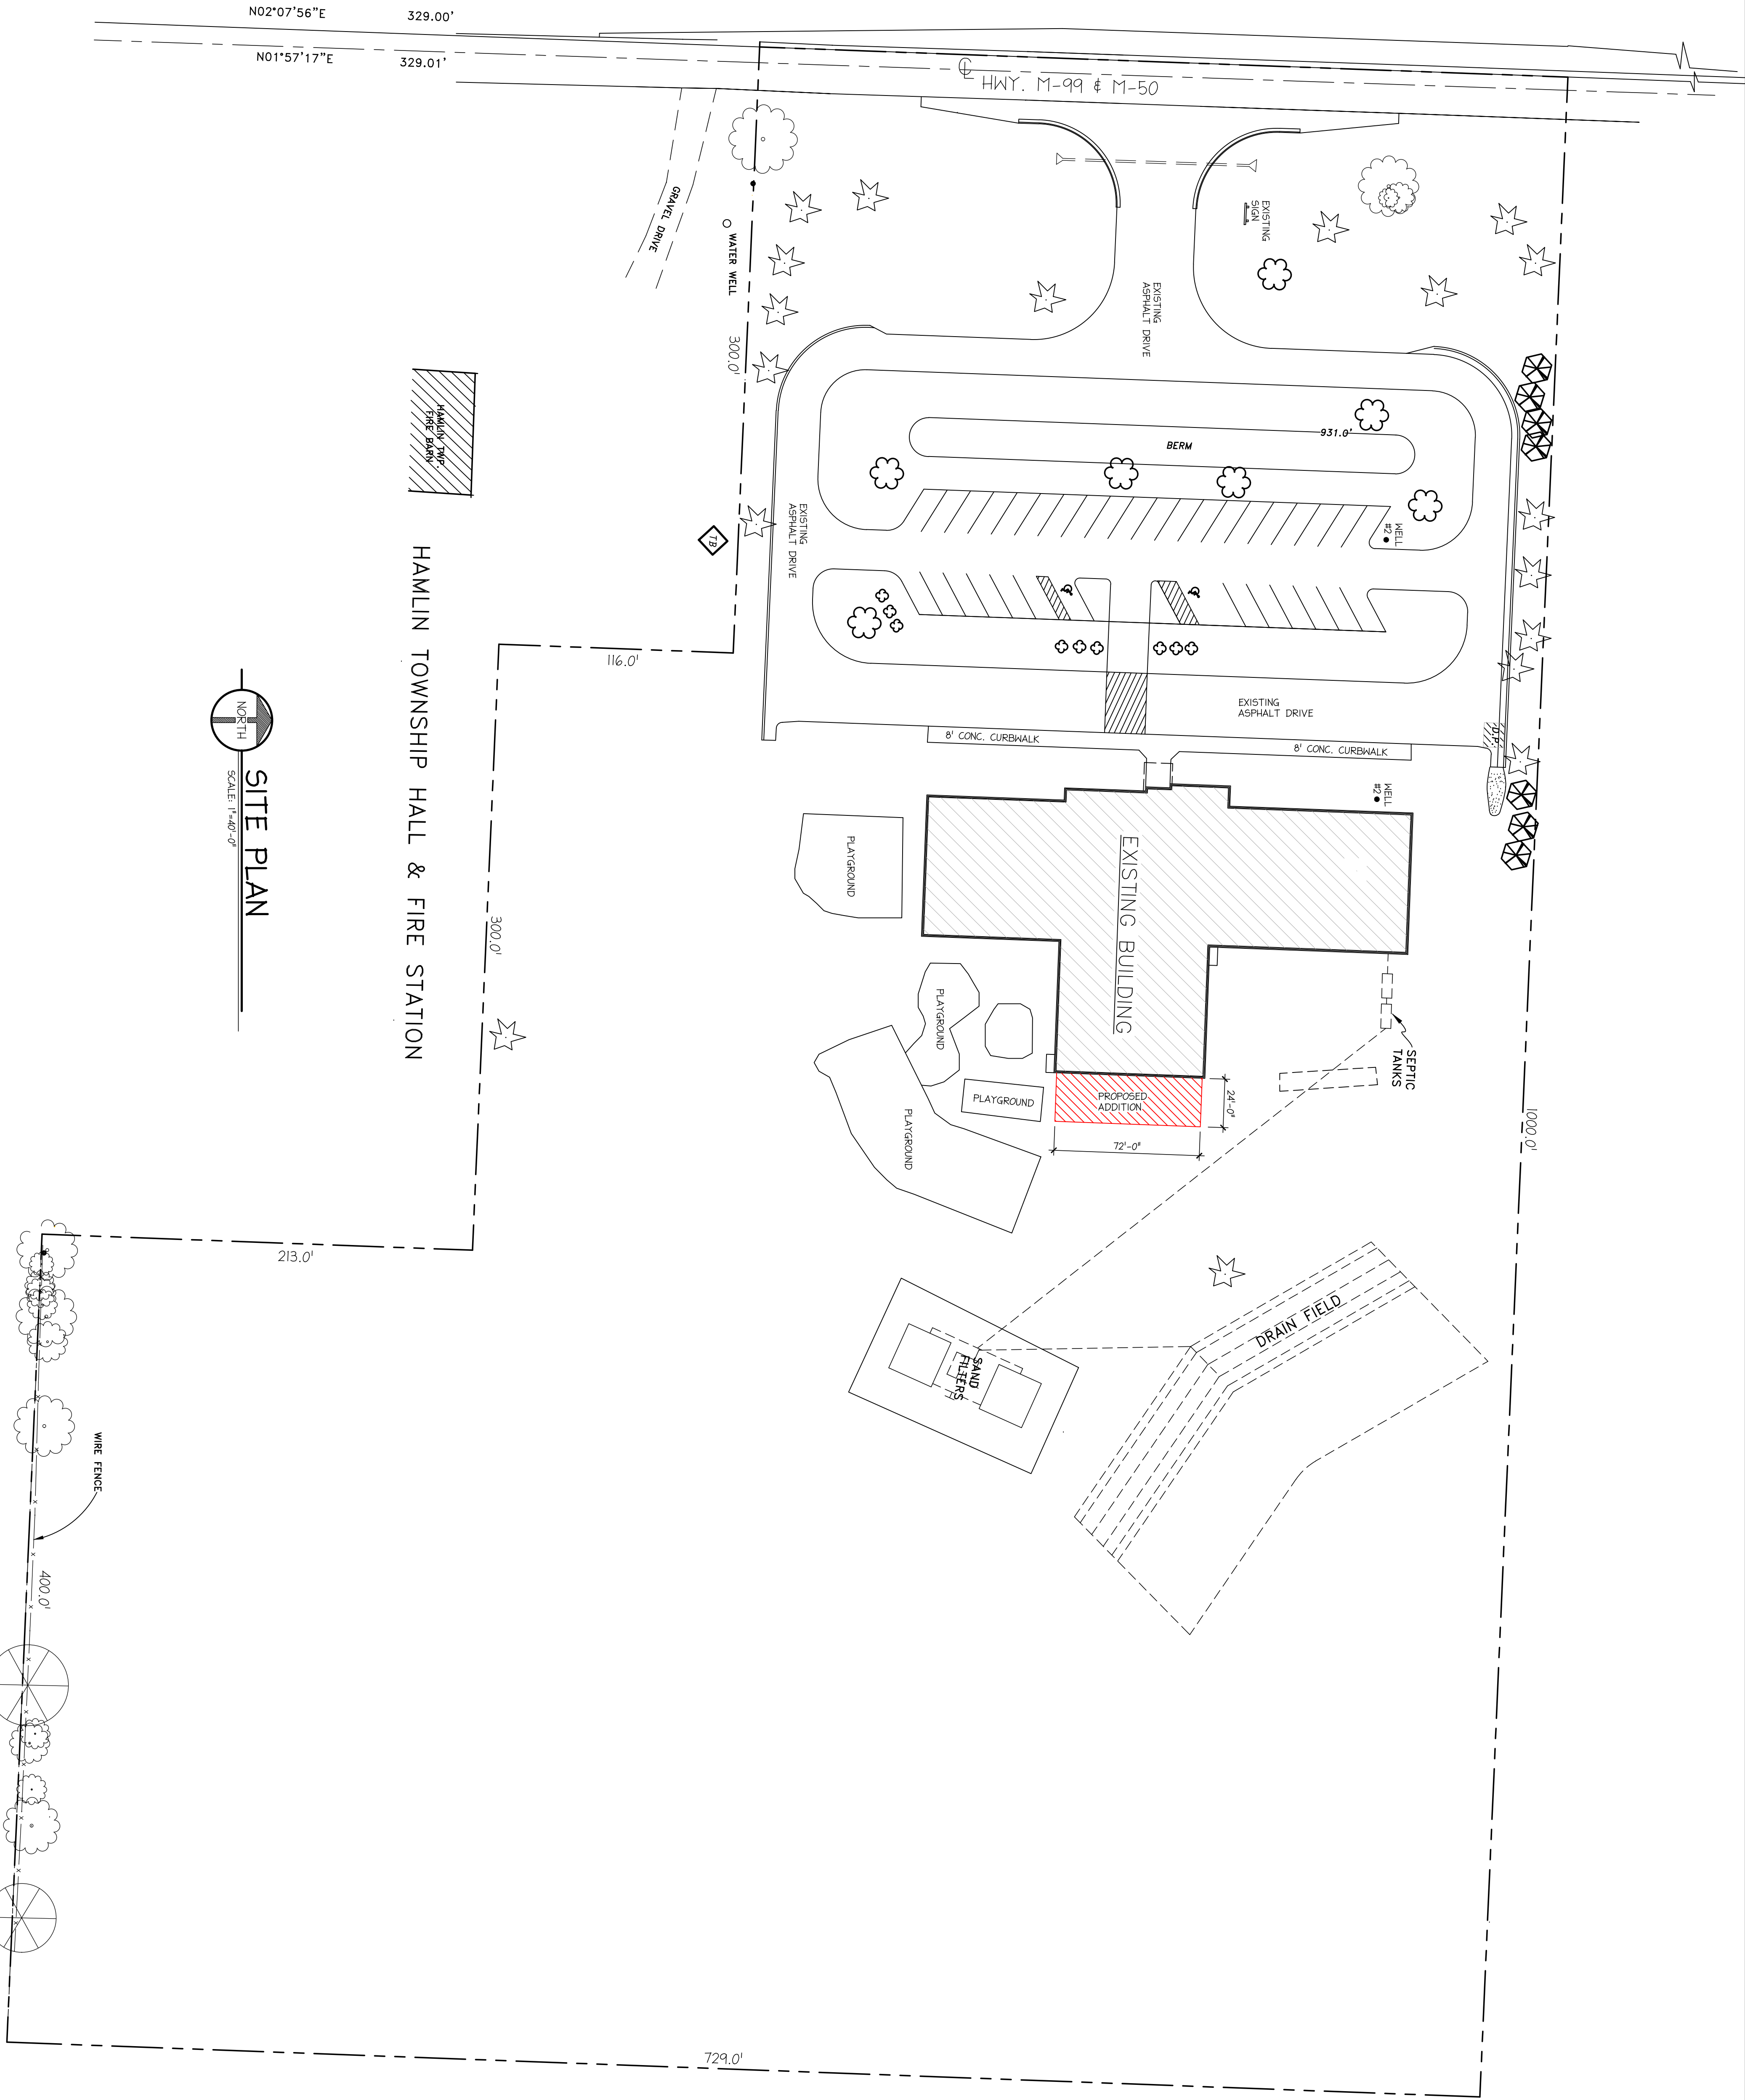 N02°07'56"E 329.00'
N01°57'17"E 329.01'
℄
HWY. M-99 & M-50
GRAVEL DRIVE
WATER WELL
EXISTING
SIGN
EXISTING
ASPHALT DRIVE
300.0'
HAMLIN TWP.
FIRE BARN
BERM
931.0'
WELL
#2
TB
EXISTING
ASPHALT DRIVE
116.0'
EXISTING
ASPHALT DRIVE
D.P.
8' CONC. CURBWALK
8' CONC. CURBWALK
WELL
#2
HAMLIN TOWNSHIP HALL & FIRE STATION
NORTH
SITE PLAN
SCALE: 1"=40'-0"
PLAYGROUND
EXISTING BUILDING
300.0'
PLAYGROUND
SEPTIC
TANKS
PLAYGROUND
PROPOSED
ADDITION
24'-0"
72'-0"
PLAYGROUND
1000.0'
213.0'
DRAIN FIELD
SAND
FILTERS
WIRE FENCE
400.0'
x
x
x
x
x
x
x
x
x
x
x
729.0'